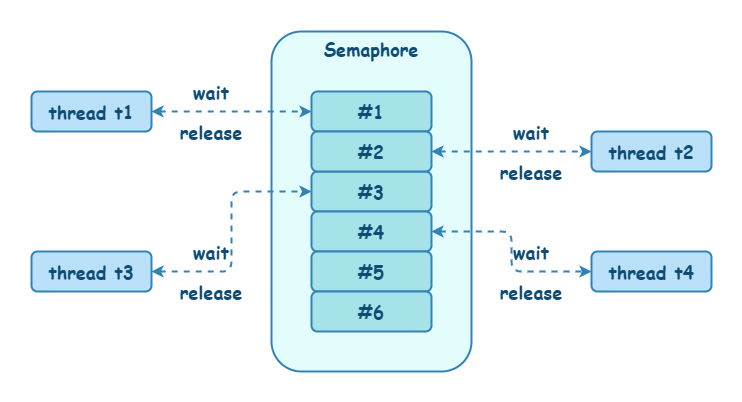 Semaphore
wait
thread t1
#1
release
wait
#2
thread t2
release
#3
wait
thread t3
release
#4
wait
thread t4
release
#5
#6